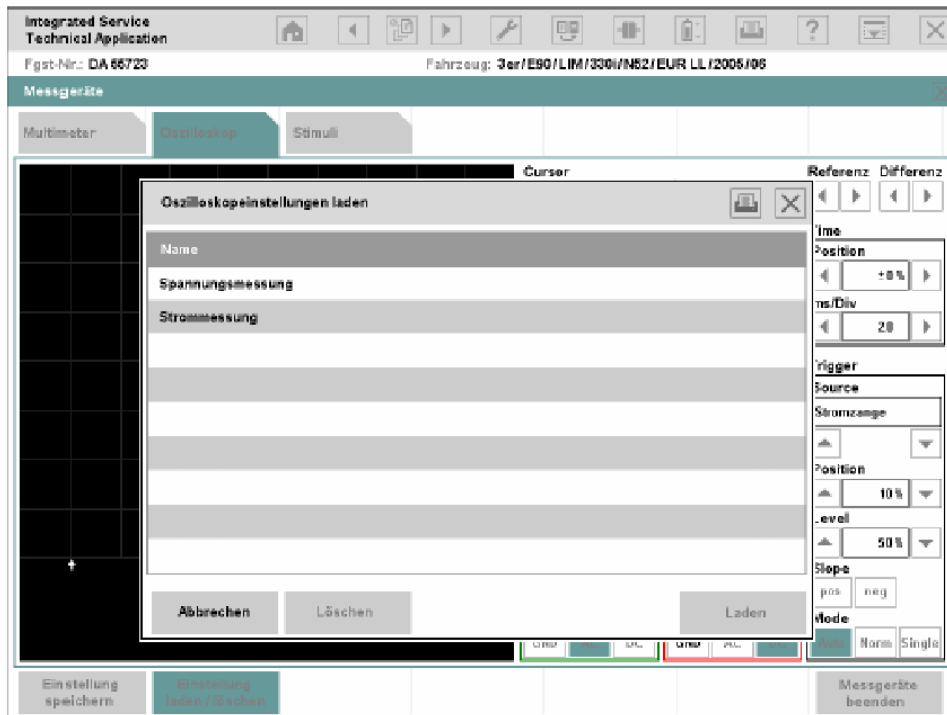 Integrated Service
Technical Application
?
Fgst-Nr.: DA 66723
Fahrzeug: 3er/E90/LIM/330i/N52/EUR LL/2005/06
Messgeräte
Multimeter
Oszilloskop
Stimuli
Cursor
Referenz Differenz
Oszilloskopeinstellungen laden
Time
Name
Position
Spannungsmessung
±0%
ms/Div
Strommessung
20
Trigger
Source
Stromzange
Position
10%
Level
50%
Slope
pos neg
Abbrechen
Löschen
Laden
Mode
GND AC DC
GND AC DC
Auto Norm Single
Einstellung
speichern
Einstellung
laden / löschen
Messgeräte
beenden